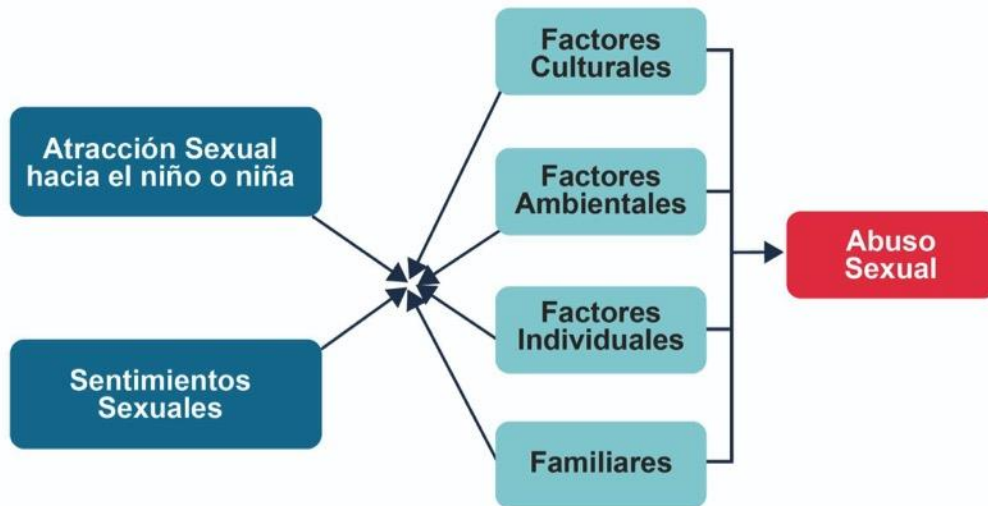 Atracción Sexual
hacia el niño o niña
Sentimientos
Sexuales
Factores
Culturales
Factores
Ambientales
Factores
Individuales
Familiares
Abuso
Sexual